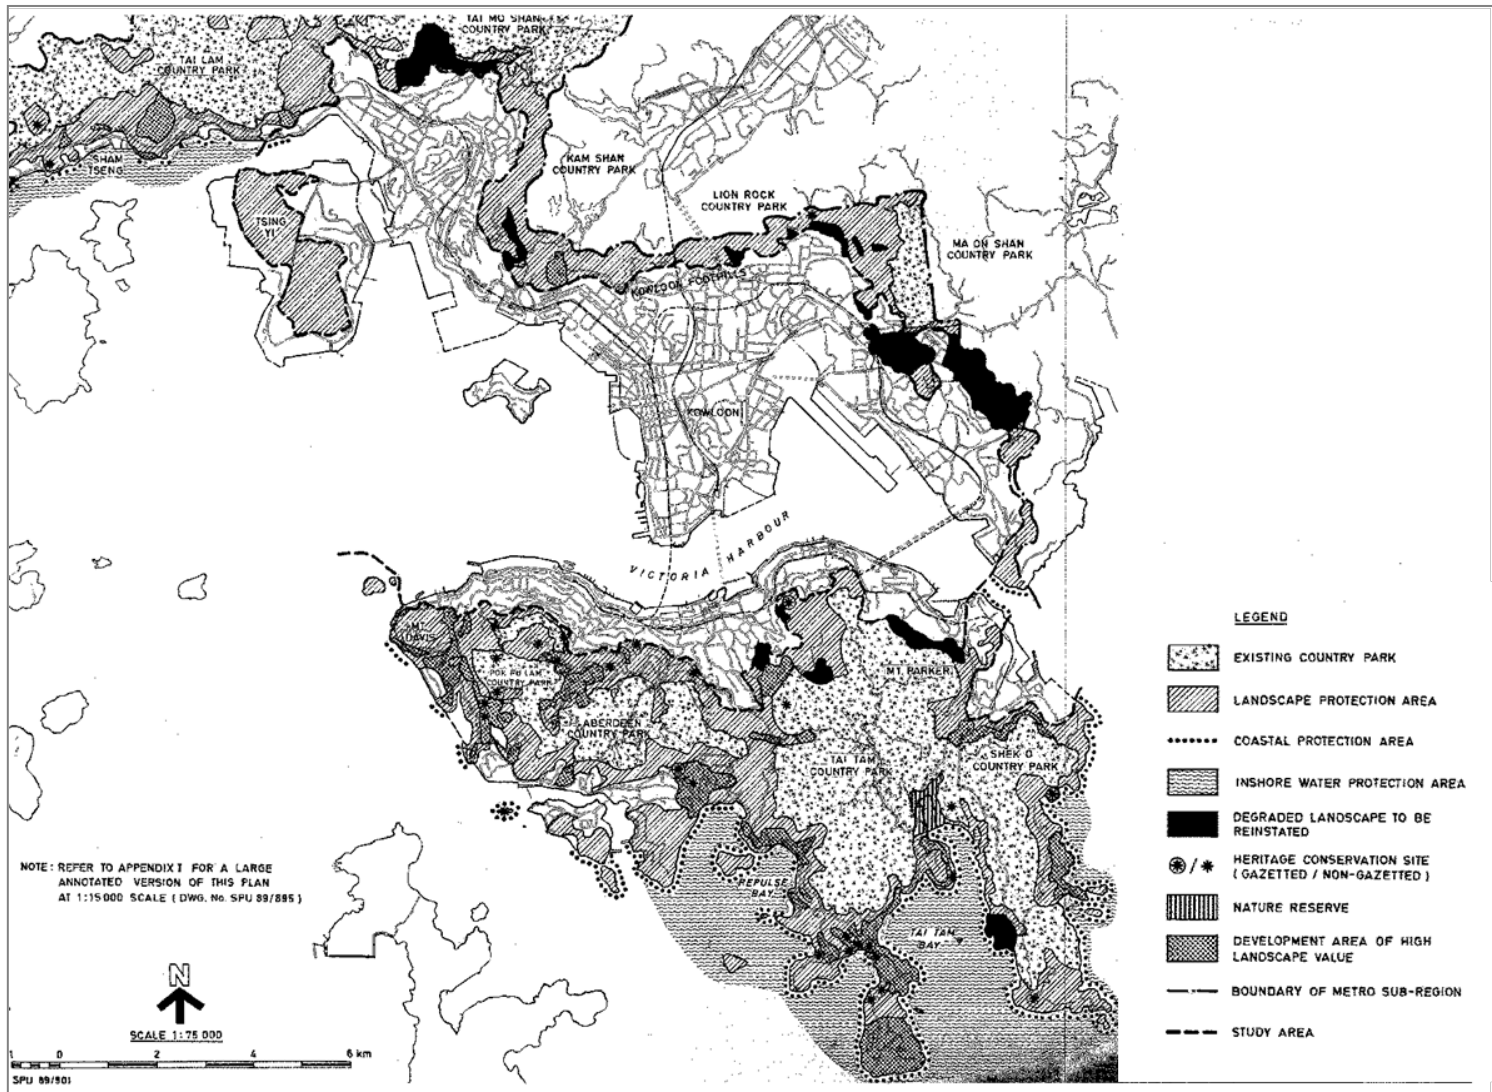 TAI MO SHAN
COUNTRY PARK
TAI LAM
COUNTRY PARK
SHAM
TSENG
TSING
YI
KAM SHAN
COUNTRY PARK
LION ROCK
COUNTRY PARK
MA ON SHAN
COUNTRY PARK
KOWLOON FOOTHILLS
KOWLOON
VICTORIA HARBOUR
MT.
DAVIS
POK FU LAM
COUNTRY PARK
ABERDEEN
COUNTRY PARK
MT. PARKER
TAI TAM
COUNTRY PARK
SHEK O
COUNTRY PARK
REPULSE
BAY
TAI TAM
BAY
NOTE: REFER TO APPENDIX I FOR A LARGE
ANNOTATED VERSION OF THIS PLAN
AT 1:15000 SCALE (DWG. No. SPU 89/895)
N
SCALE 1:75 000
1 0 2 4 6 km
SPU 89/901
LEGEND
EXISTING COUNTRY PARK
LANDSCAPE PROTECTION AREA
COASTAL PROTECTION AREA
INSHORE WATER PROTECTION AREA
DEGRADED LANDSCAPE TO BE
REINSTATED
/ HERITAGE CONSERVATION SITE
(GAZETTED / NON-GAZETTED)
NATURE RESERVE
DEVELOPMENT AREA OF HIGH
LANDSCAPE VALUE
BOUNDARY OF METRO SUB-REGION
STUDY AREA